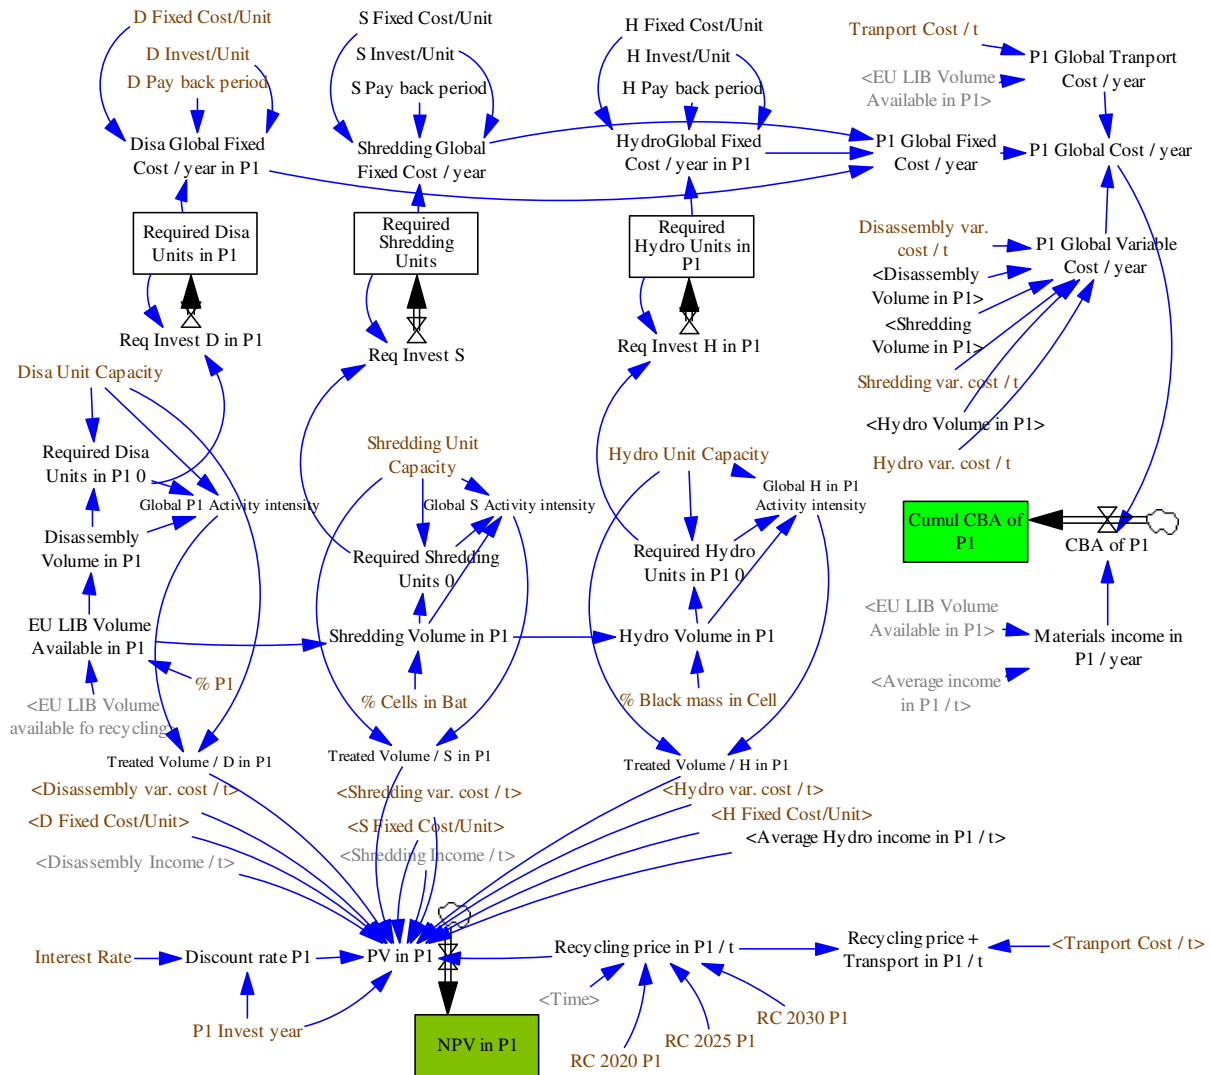 D Fixed Cost/Unit
S Fixed Cost/Unit
H Fixed Cost/Unit
Tranport Cost / t
D Invest/Unit
S Invest/Unit
H Invest/Unit
P1 Global Tranport
Cost / year
<EU LIB Volume
Available in P1>
D Pay back period
S Pay back period
H Pay back period
Disa Global Fixed
Cost / year in P1
Shredding Global
Fixed Cost / year
HydroGlobal Fixed
Cost / year in P1
P1 Global Fixed
Cost / year
P1 Global Cost / year
Required Disa
Units in P1
Required
Shredding
Units
Required
Hydro Units in
P1
Disassembly var.
cost / t
P1 Global Variable
Cost / year
<Disassembly
Volume in P1>
<Shredding
Volume in P1>
Req Invest D in P1
Req Invest S
Req Invest H in P1
Disa Unit Capacity
Shredding var. cost / t
<Hydro Volume in P1>
Hydro var. cost / t
Shredding Unit
Capacity
Hydro Unit Capacity
Required Disa
Units in P1 0
Global P1 Activity intensity
Global S Activity intensity
Global H in P1
Activity intensity
Disassembly
Volume in P1
Required Shredding
Units 0
Required Hydro
Units in P1 0
Cumul CBA of
P1
CBA of P1
EU LIB Volume
Available in P1
Shredding Volume in P1
Hydro Volume in P1
<EU LIB Volume
Available in P1>
Materials income in
P1 / year
% P1
% Cells in Bat
% Black mass in Cell
<Average income
in P1 / t>
<EU LIB Volume
available fo recycling
Treated Volume / D in P1
Treated Volume / S in P1
Treated Volume / H in P1
<Disassembly var. cost / t>
<Shredding var. cost / t>
<Hydro var. cost / t>
<D Fixed Cost/Unit>
<S Fixed Cost/Unit>
<H Fixed Cost/Unit>
<Disassembly Income / t>
<Shredding Income / t>
<Average Hydro income in P1 / t>
Interest Rate
Discount rate P1
PV in P1
Recycling price in P1 / t
Recycling price +
Transport in P1 / t
<Tranport Cost / t>
<Time>
P1 Invest year
NPV in P1
RC 2020 P1
RC 2025 P1
RC 2030 P1